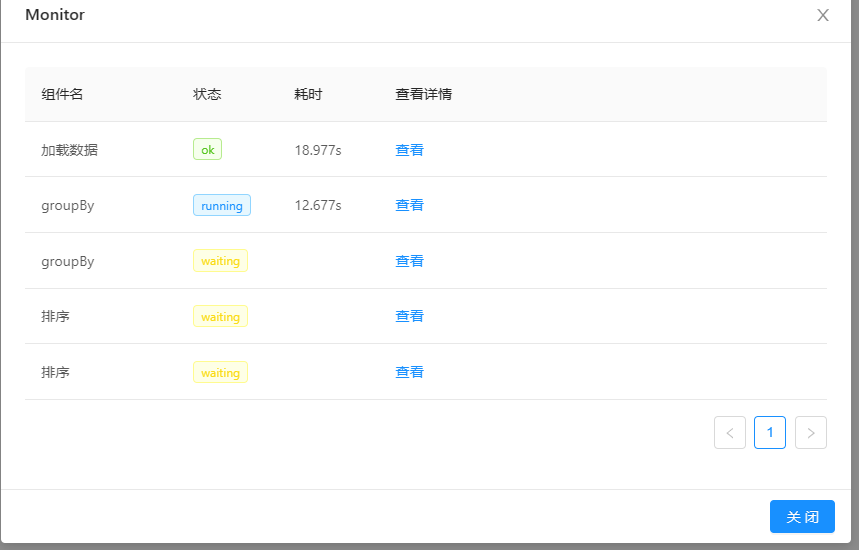 Monitor
组件名 状态 耗时 查看详情
加载数据 ok 18.977s 查看
groupBy running 12.677s 查看
groupBy waiting 查看
排序 waiting 查看
排序 waiting 查看
< 1 >
关 闭